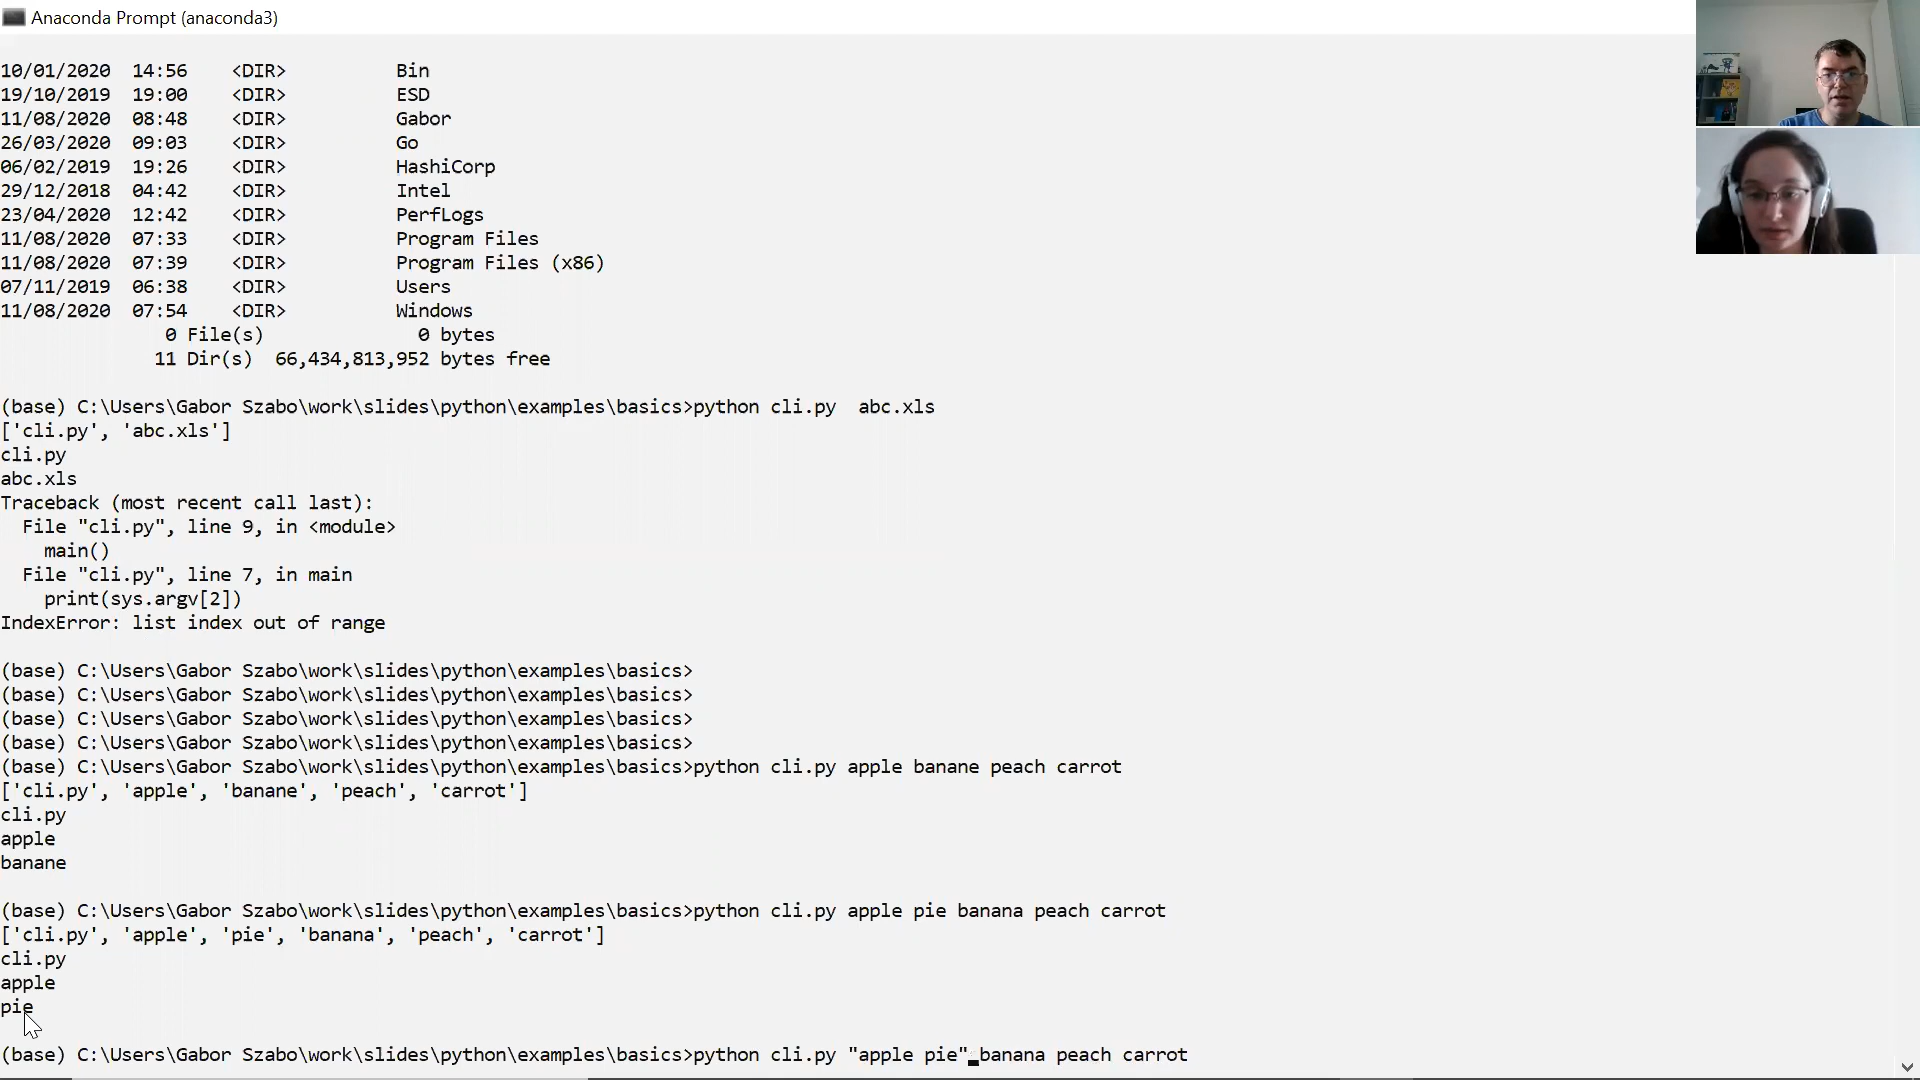 Anaconda Prompt (anaconda3)
10/01/2020  14:56    <DIR>          Bin
19/10/2019  19:00    <DIR>          ESD
11/08/2020  08:48    <DIR>          Gabor
26/03/2020  09:03    <DIR>          Go
06/02/2019  19:26    <DIR>          HashiCorp
29/12/2018  04:42    <DIR>          Intel
23/04/2020  12:42    <DIR>          PerfLogs
11/08/2020  07:33    <DIR>          Program Files
11/08/2020  07:39    <DIR>          Program Files (x86)
07/11/2019  06:38    <DIR>          Users
11/08/2020  07:54    <DIR>          Windows
               0 File(s)              0 bytes
              11 Dir(s)  66,434,813,952 bytes free
(base) C:\Users\Gabor Szabo\work\slides\python\examples\basics>python cli.py  abc.xls
['cli.py', 'abc.xls']
cli.py
abc.xls
Traceback (most recent call last):
  File "cli.py", line 9, in <module>
    main()
  File "cli.py", line 7, in main
    print(sys.argv[2])
IndexError: list index out of range
(base) C:\Users\Gabor Szabo\work\slides\python\examples\basics>
(base) C:\Users\Gabor Szabo\work\slides\python\examples\basics>
(base) C:\Users\Gabor Szabo\work\slides\python\examples\basics>
(base) C:\Users\Gabor Szabo\work\slides\python\examples\basics>
(base) C:\Users\Gabor Szabo\work\slides\python\examples\basics>python cli.py apple banane peach carrot
['cli.py', 'apple', 'banane', 'peach', 'carrot']
cli.py
apple
banane
(base) C:\Users\Gabor Szabo\work\slides\python\examples\basics>python cli.py apple pie banana peach carrot
['cli.py', 'apple', 'pie', 'banana', 'peach', 'carrot']
cli.py
apple
pie
(base) C:\Users\Gabor Szabo\work\slides\python\examples\basics>python cli.py "apple pie" banana peach carrot